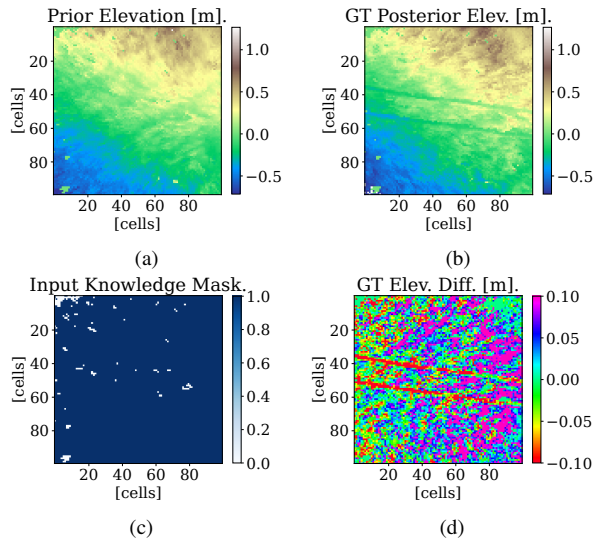 Prior Elevation [m].
GT Posterior Elev. [m].
20
40
60
80
[cells]
20 40 60 80
[cells]
1.0
0.5
0.0
−0.5
20
40
60
80
[cells]
20 40 60 80
[cells]
1.0
0.5
0.0
−0.5
(a)
(b)
Input Knowledge Mask.
GT Elev. Diff. [m].
20
40
60
80
[cells]
20 40 60 80
[cells]
1.0
0.8
0.6
0.4
0.2
0.0
20
40
60
80
[cells]
20 40 60 80
[cells]
0.10
0.05
0.00
−0.05
−0.10
(c)
(d)